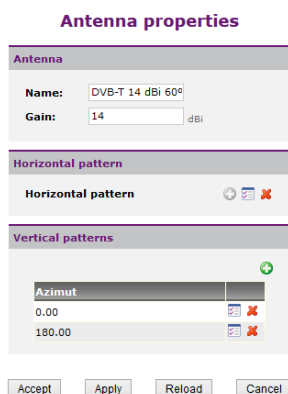 Antenna properties
Antenna
Name: DVB-T 14 dBi 60º
Gain: 14 dBi
Horizontal pattern
Horizontal pattern
Vertical patterns
Azimut
0.00
180.00
Accept Apply Reload Cancel